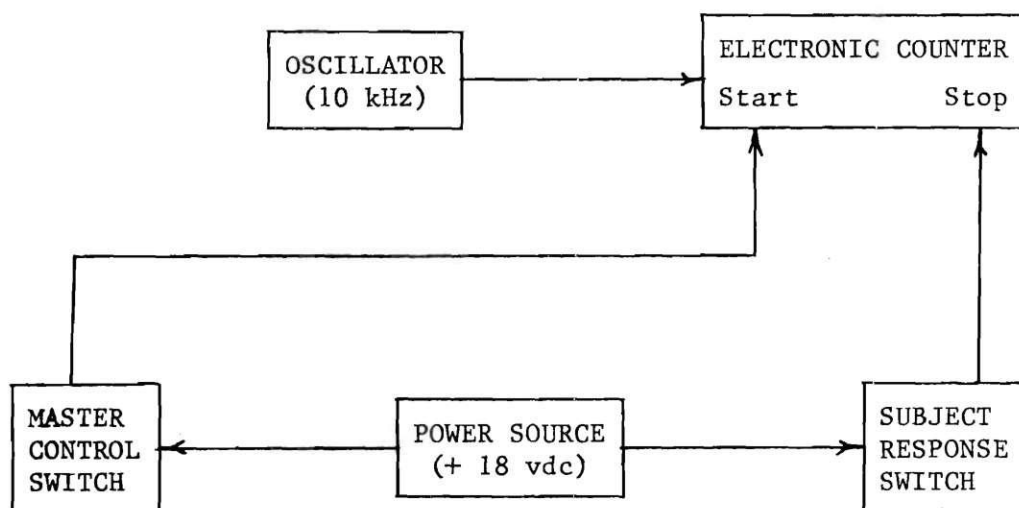 OSCILLATOR
(10 kHz)
ELECTRONIC COUNTER
Start Stop
MASTER
CONTROL
SWITCH
POWER SOURCE
(+ 18 vdc)
SUBJECT
RESPONSE
SWITCH